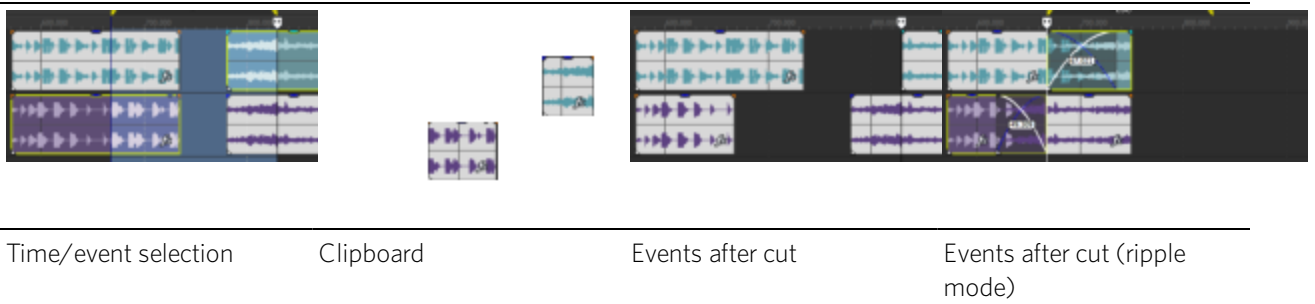 Time/event selection
Clipboard
Events after cut
Events after cut (ripple
mode)